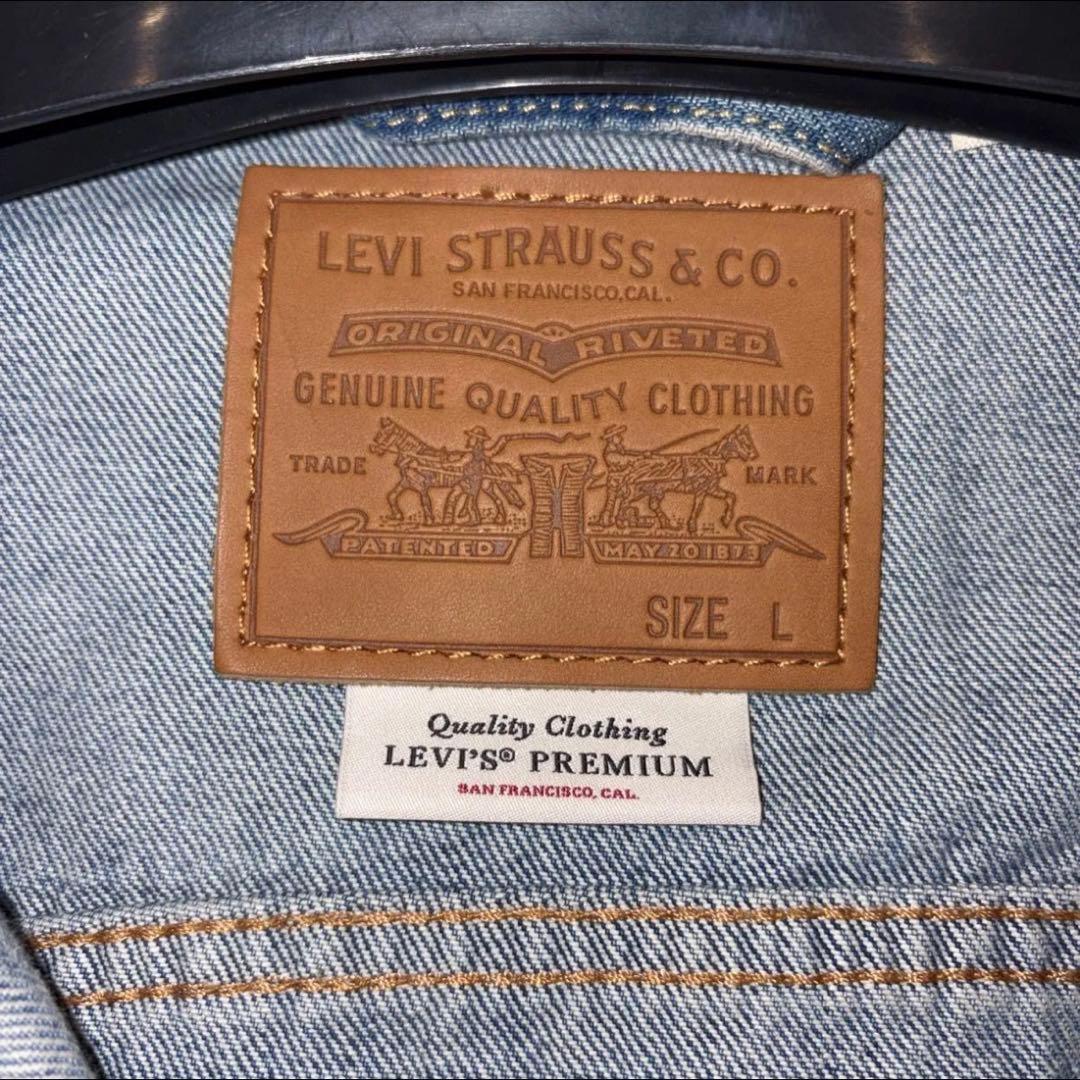 LEVI STRAUSS & CO.
SAN FRANCISCO, CAL.
ORIGINAL RIVETED
GENUINE QUALITY CLOTHING
TRADE MARK
PATENTED MAY 20 1873
SIZE L
Quality Clothing
LEVI'S® PREMIUM
SAN FRANCISCO, CAL.